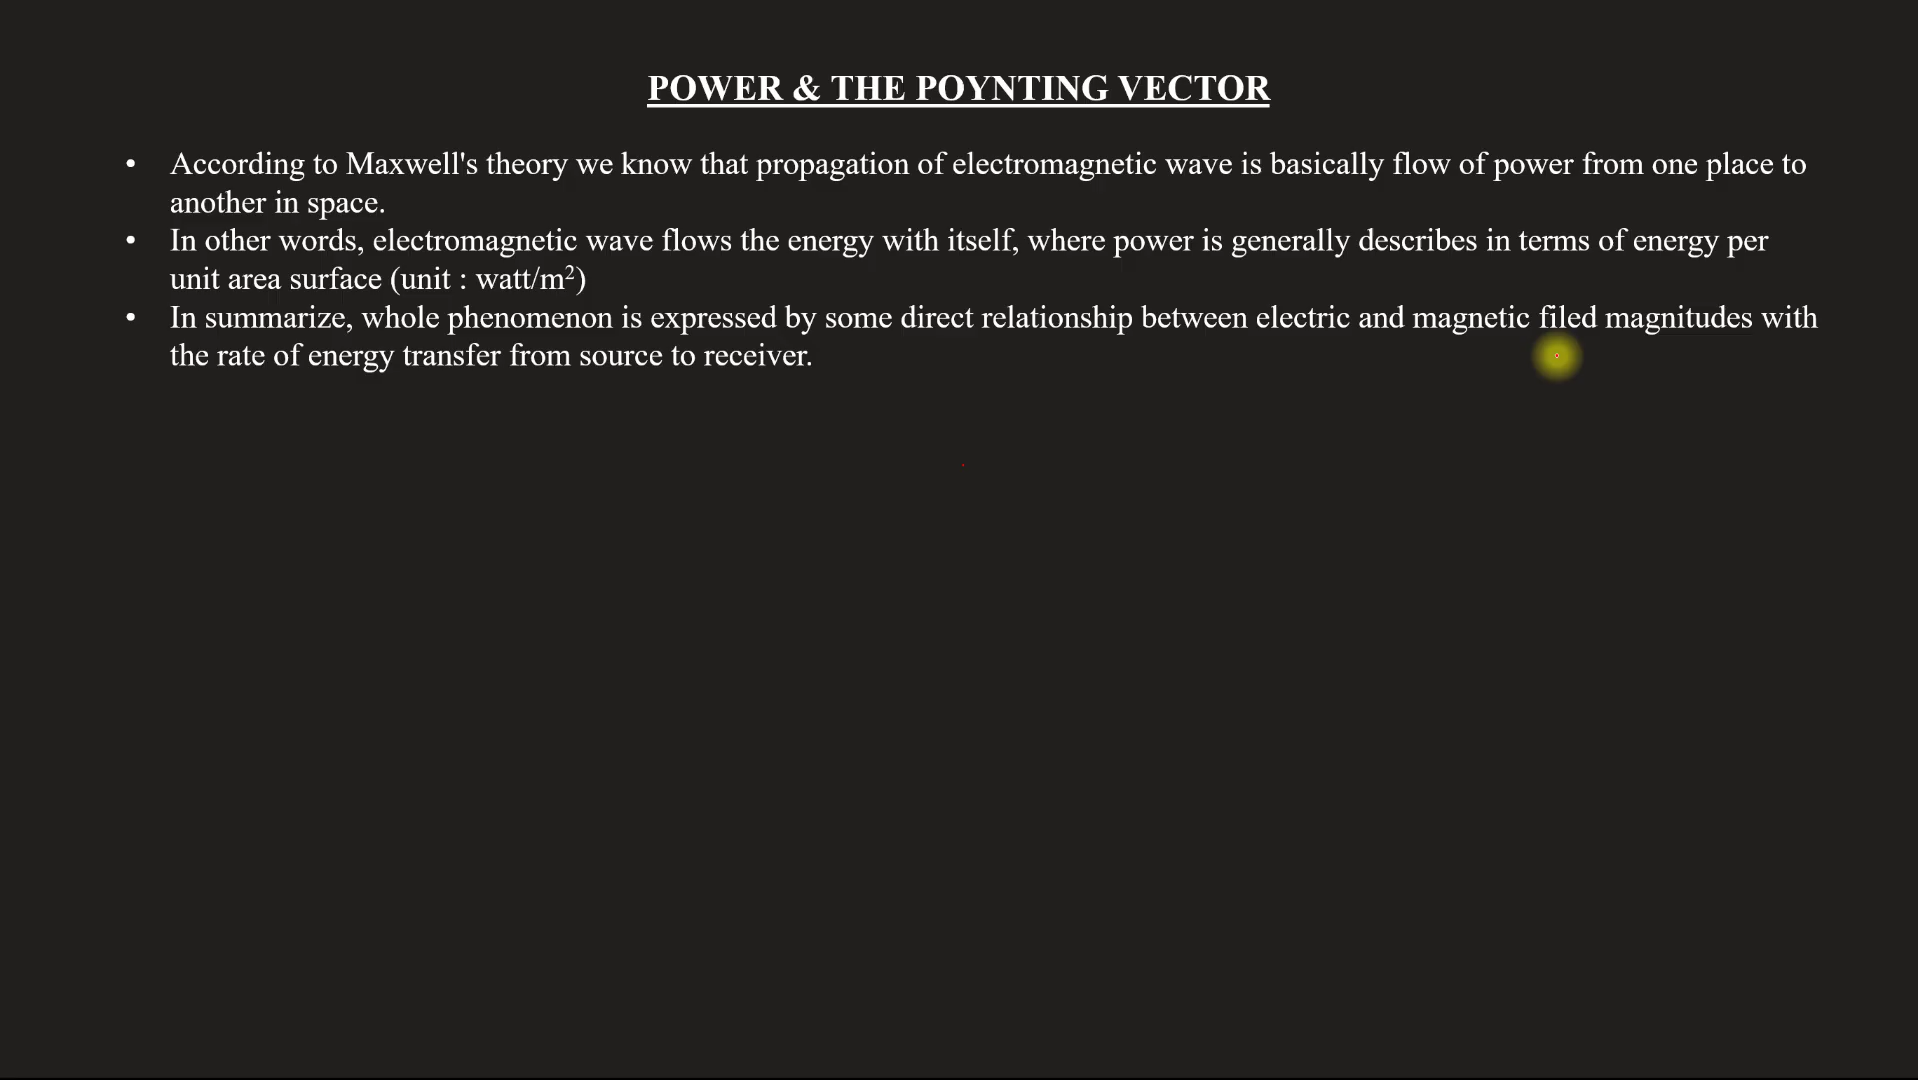 POWER & THE POYNTING VECTOR
• According to Maxwell's theory we know that propagation of electromagnetic wave is basically flow of power from one place to
another in space.
• In other words, electromagnetic wave flows the energy with itself, where power is generally describes in terms of energy per
unit area surface (unit : watt/m²)
• In summarize, whole phenomenon is expressed by some direct relationship between electric and magnetic filed magnitudes with
the rate of energy transfer from source to receiver.